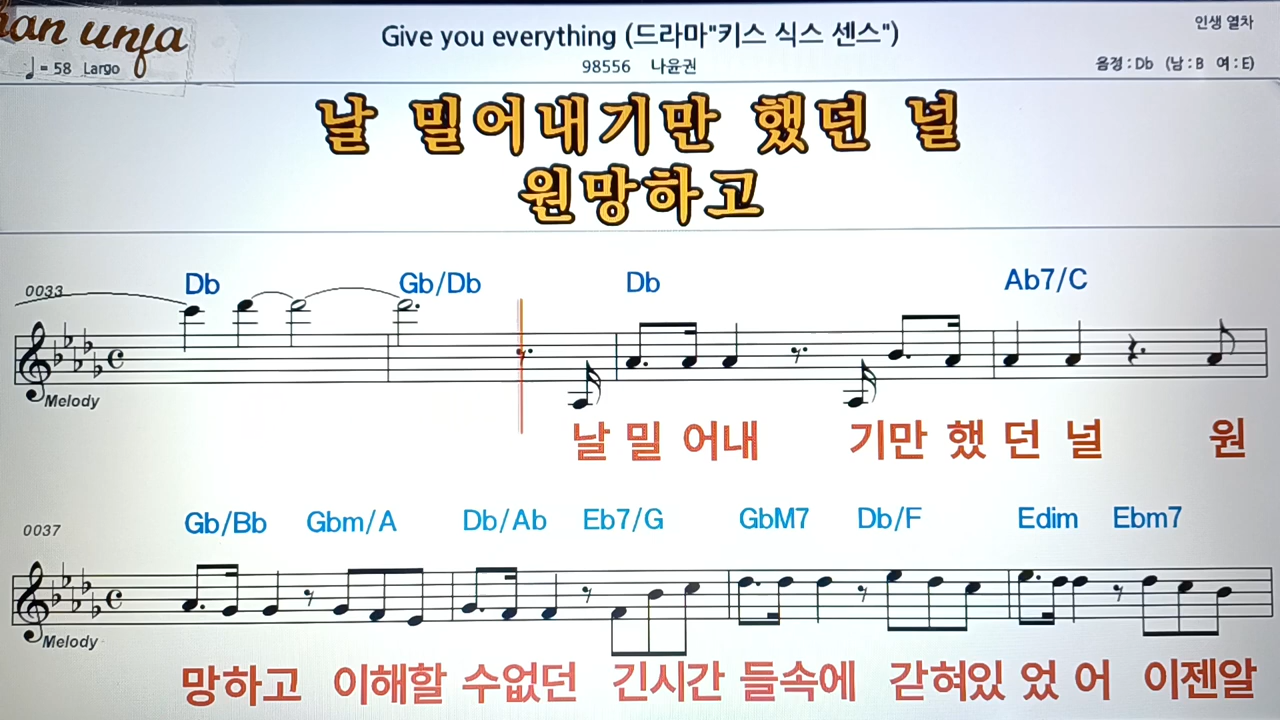 Give you everything (드라마"키스 식스 센스")
인생 열차
= 58 Largo
98556 나윤권
음정 : Db (남 : B 여 : E)
날 밀어내기만 했던 널
원망하고
0033
Db Gb/Db Db Ab7/C
Melody
날 밀 어내 기만 했 던 널 원
0037
Gb/Bb Gbm/A Db/Ab Eb7/G GbM7 Db/F Edim Ebm7
Melody
망하고 이해할 수없던 긴시간 들속에 갇혀있 었 어 이젠알